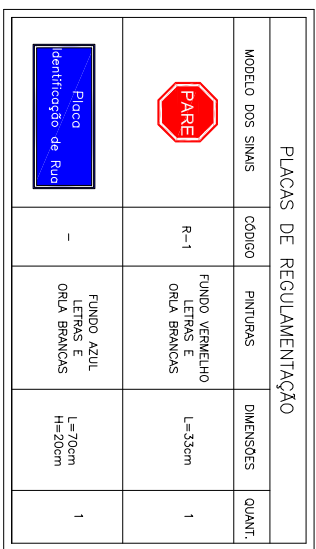 PLACAS DE REGULAMENTAÇÃO
MODELO DOS SINAIS
CÓDIGO
PINTURAS
DIMENSÕES
QUANT.
PARE
R-1
FUNDO VERMELHO
LETRAS E
ORLA BRANCAS
L=33cm
1
Placa
Identificação de Rua
-
FUNDO AZUL
LETRAS E
ORLA BRANCAS
L=70cm
H=20cm
1